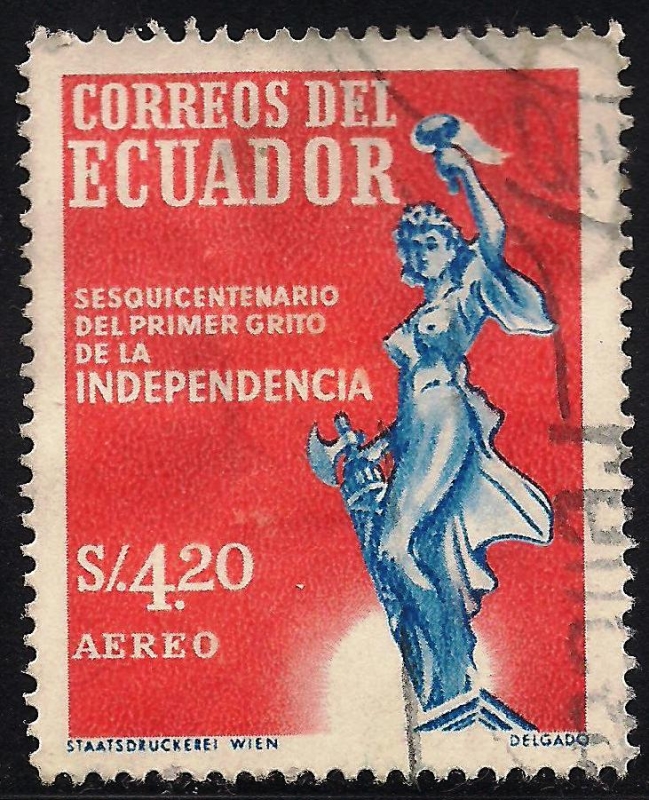 CORREOS DEL
ECUADOR
SESQUICENTENARIO
DEL PRIMER GRITO
DE LA
INDEPENDENCIA
S/.4.20
AEREO
STAATSDRUCKEREI WIEN
DELGADO